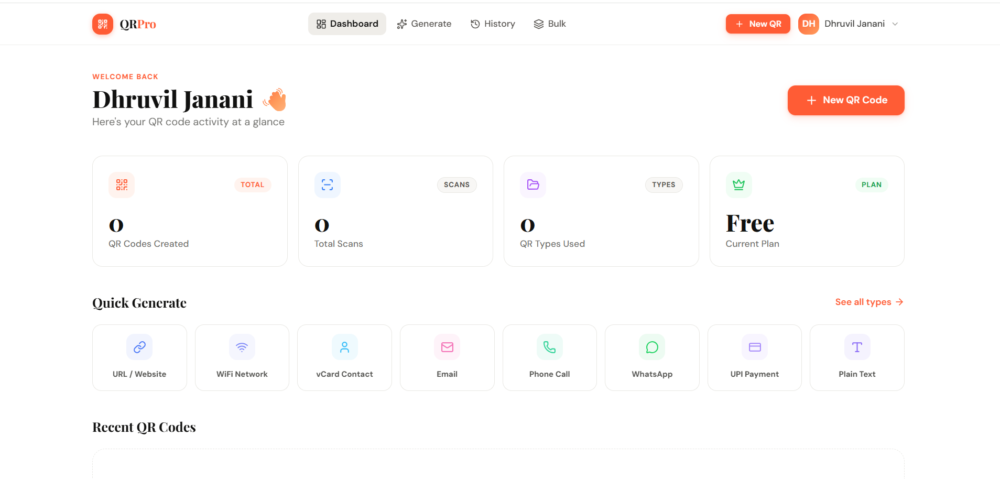 QRPro
Dashboard
Generate
History
Bulk
New QR
DH
Dhruvil Janani
WELCOME BACK
Dhruvil Janani
Here's your QR code activity at a glance
New QR Code
TOTAL
0
QR Codes Created
SCANS
0
Total Scans
TYPES
0
QR Types Used
PLAN
Free
Current Plan
Quick Generate
See all types
URL / Website
WiFi Network
vCard Contact
Email
Phone Call
WhatsApp
UPI Payment
Plain Text
Recent QR Codes